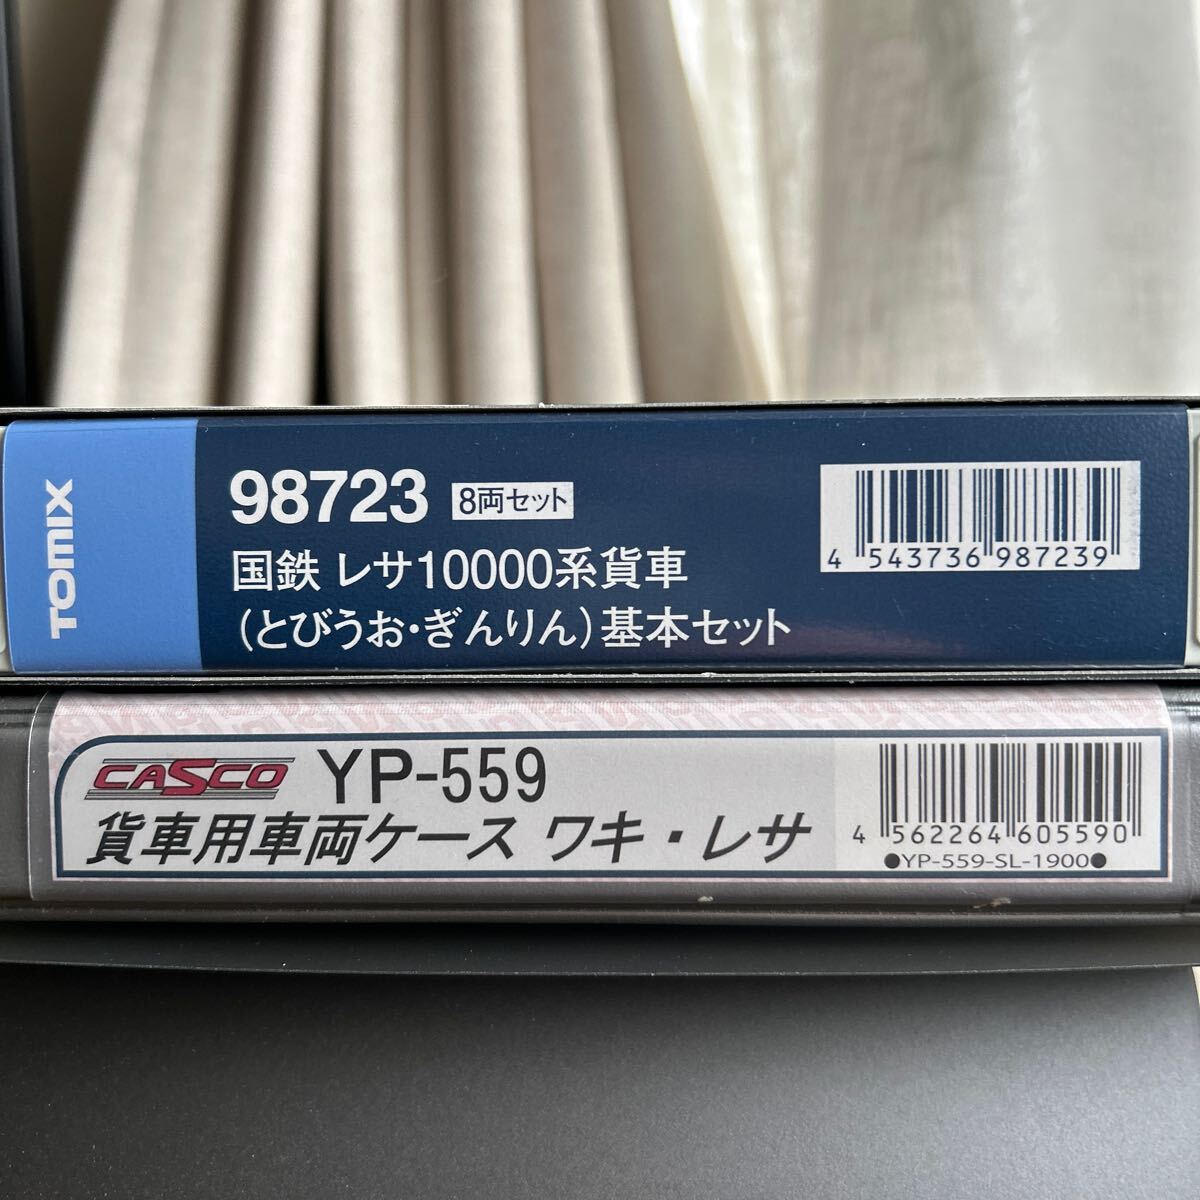 TOMIX
98723 8両セット
国鉄 レサ10000系貨車
(とびうお・ぎんりん)基本セット
4 543736 987239
CASCO YP-559
貨車用車両ケース ワキ・レサ
4 562264 605590
●YP-559-SL-1900●